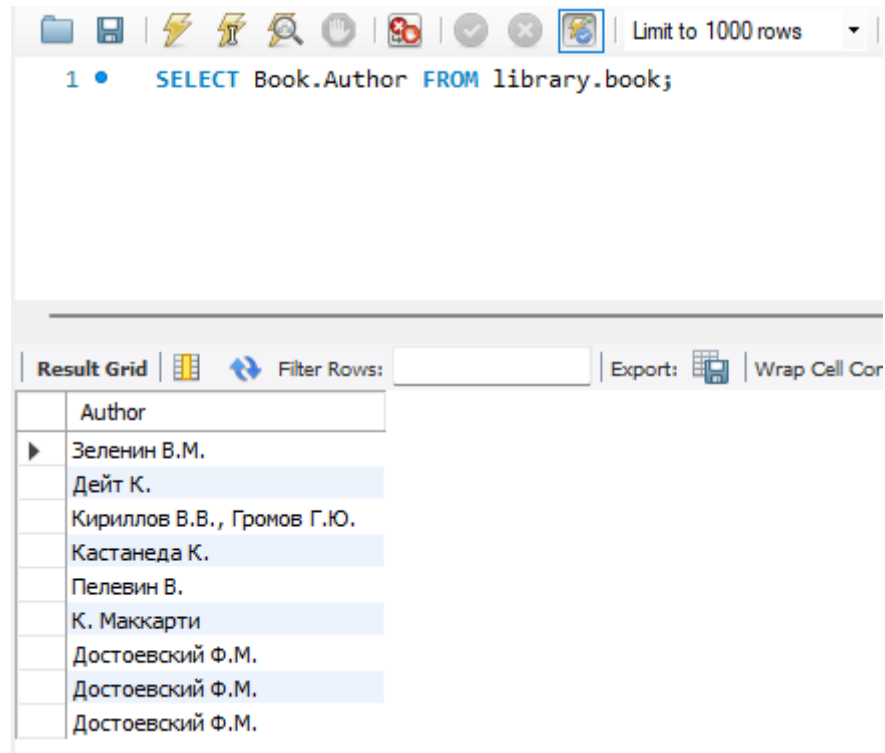 Limit to 1000 rows
1 SELECT Book.Author FROM library.book;
Result Grid Filter Rows: Export: Wrap Cell Con
Author
Зеленин В.М.
Дейт К.
Кириллов В.В., Громов Г.Ю.
Кастанеда К.
Пелевин В.
К. Маккарти
Достоевский Ф.М.
Достоевский Ф.М.
Достоевский Ф.М.